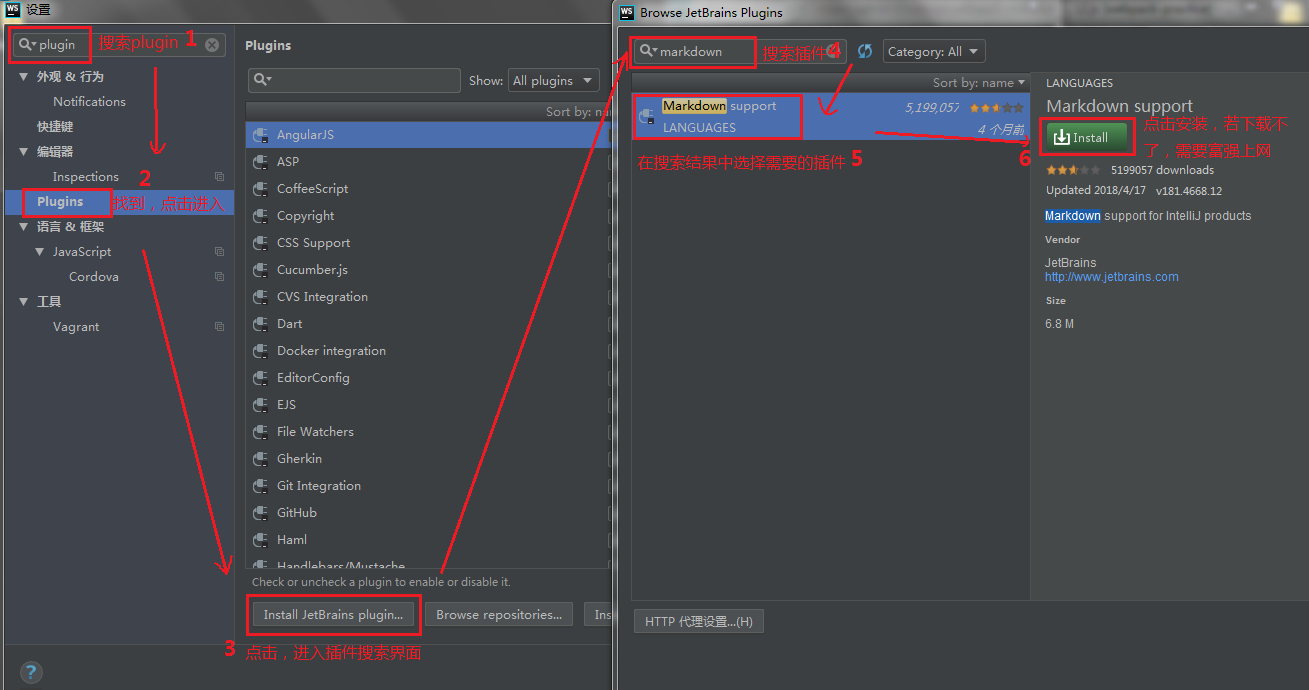 WS 设置
plugin 搜索plugin 1
外观 & 行为
Notifications
快捷键
编辑器
Inspections
2
Plugins 找到，点击进入
语言 & 框架
JavaScript
Cordova
工具
Vagrant
?
Plugins
Show: All plugins
Sort by:
AngularJS
ASP
CoffeeScript
Copyright
CSS Support
Cucumber.js
CVS Integration
Dart
Docker integration
EditorConfig
EJS
File Watchers
Gherkin
Git Integration
GitHub
Haml
Handlebars/Mustache
Check or uncheck a plugin to enable or disable it.
Install JetBrains plugin... Browse repositories... Ins
3 点击，进入插件搜索界面
WS Browse JetBrains Plugins
markdown 搜索插件 4 Category: All
Sort by: name
Markdown support 5,199,057
LANGUAGES 4 个月前
在搜索结果中选择需要的插件 5
6
HTTP 代理设置...(H)
LANGUAGES
Markdown support
Install 点击安装，若下载不
了，需要富强上网
5199057 downloads
Updated 2018/4/17 v181.4668.12
Markdown support for IntelliJ products
Vendor
JetBrains
http://www.jetbrains.com
Size
6.8 M